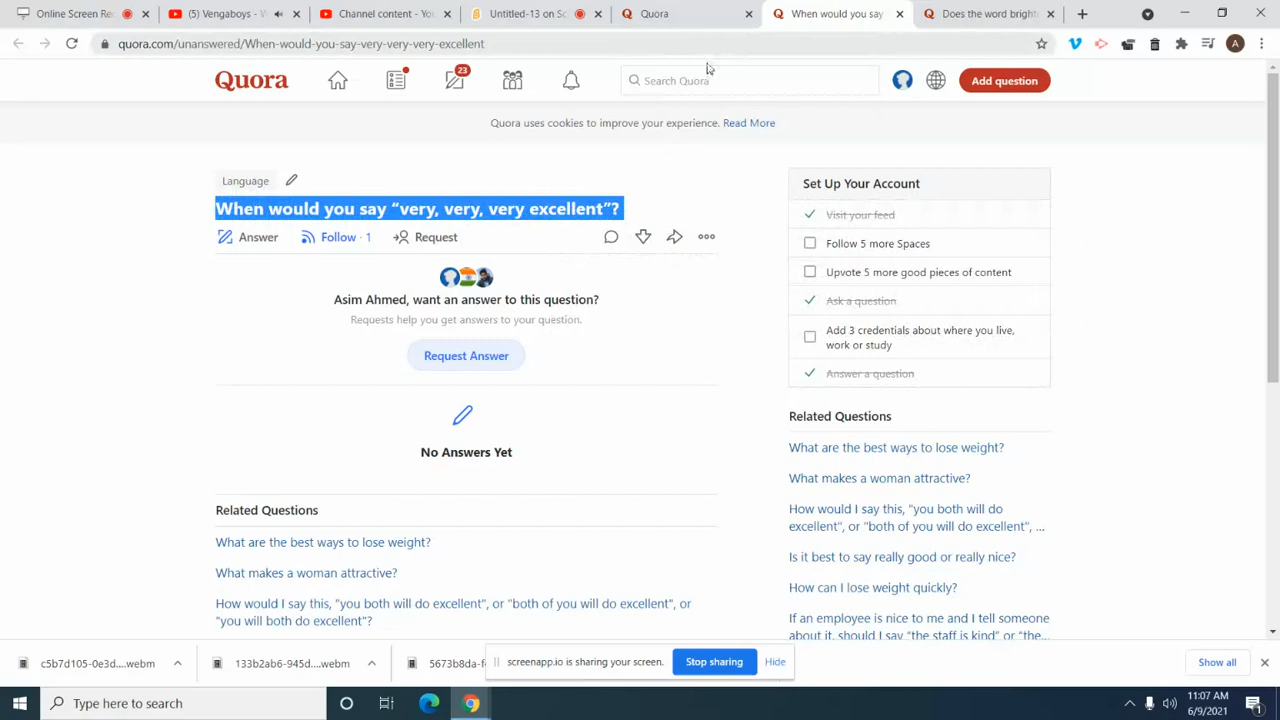 Online Screen Rec
(5) Vengaboys -
Channel content - Yo
Untitled-13 on Sc
Quora
When would you say
Does the word bright
quora.com/unanswered/When-would-you-say-very-very-very-excellent
A
Quora
23
Search Quora
Add question
Quora uses cookies to improve your experience. Read More
Language
When would you say “very, very, very excellent”?
Answer
Follow · 1
Request
Asim Ahmed, want an answer to this question?
Requests help you get answers to your question.
Request Answer
No Answers Yet
Related Questions
What are the best ways to lose weight?
What makes a woman attractive?
How would I say this, "you both will do excellent", or "both of you will do excellent", or
"you will both do excellent"?
Set Up Your Account
Visit your feed
Follow 5 more Spaces
Upvote 5 more good pieces of content
Ask a question
Add 3 credentials about where you live,
work or study
Answer a question
Related Questions
What are the best ways to lose weight?
What makes a woman attractive?
How would I say this, "you both will do
excellent", or "both of you will do excellent", ...
Is it best to say really good or really nice?
How can I lose weight quickly?
If an employee is nice to me and I tell someone
about it, should I say “the staff is kind” or “the...
c5b7d105-0e3d....webm
133b2ab6-945d....webm
5673b8da-f
screenapp.io is sharing your screen.
Stop sharing
Hide
Show all
Type here to search
11:07 AM
6/9/2021
1